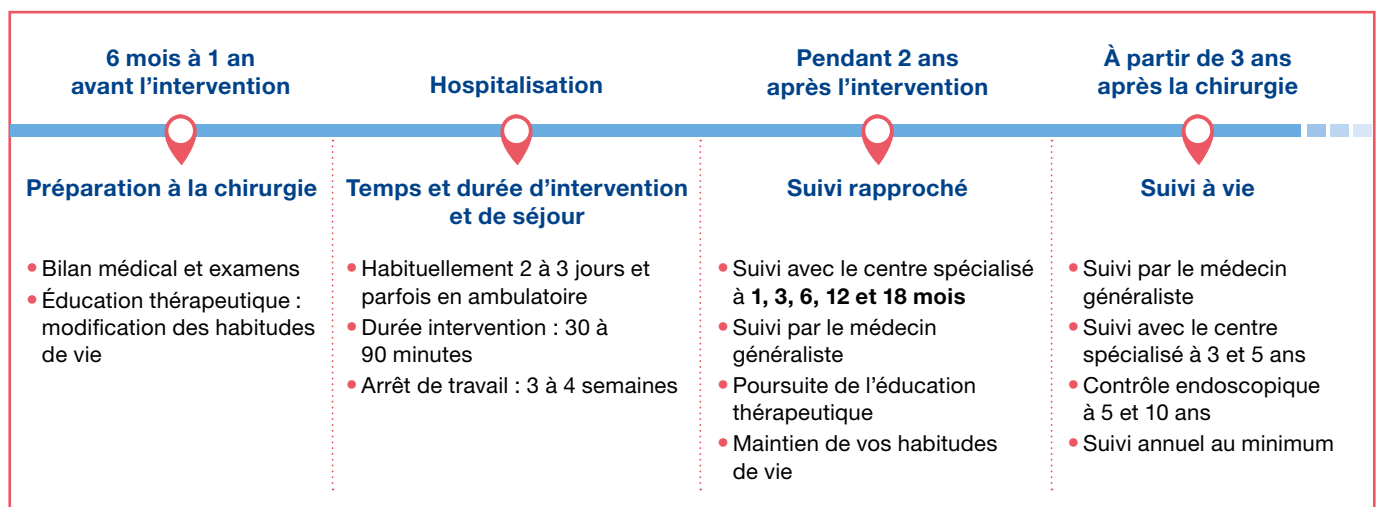 6 mois à 1 an
avant l’intervention
Préparation à la chirurgie
• Bilan médical et examens
• Éducation thérapeutique :
modification des habitudes
de vie
Hospitalisation
Temps et durée d’intervention
et de séjour
• Habituellement 2 à 3 jours et
parfois en ambulatoire
• Durée intervention : 30 à
90 minutes
• Arrêt de travail : 3 à 4 semaines
Pendant 2 ans
après l’intervention
Suivi rapproché
• Suivi avec le centre spécialisé
à 1, 3, 6, 12 et 18 mois
• Suivi par le médecin
généraliste
• Poursuite de l’éducation
thérapeutique
• Maintien de vos habitudes
de vie
À partir de 3 ans
après la chirurgie
Suivi à vie
• Suivi par le médecin
généraliste
• Suivi avec le centre
spécialisé à 3 et 5 ans
• Contrôle endoscopique
à 5 et 10 ans
• Suivi annuel au minimum